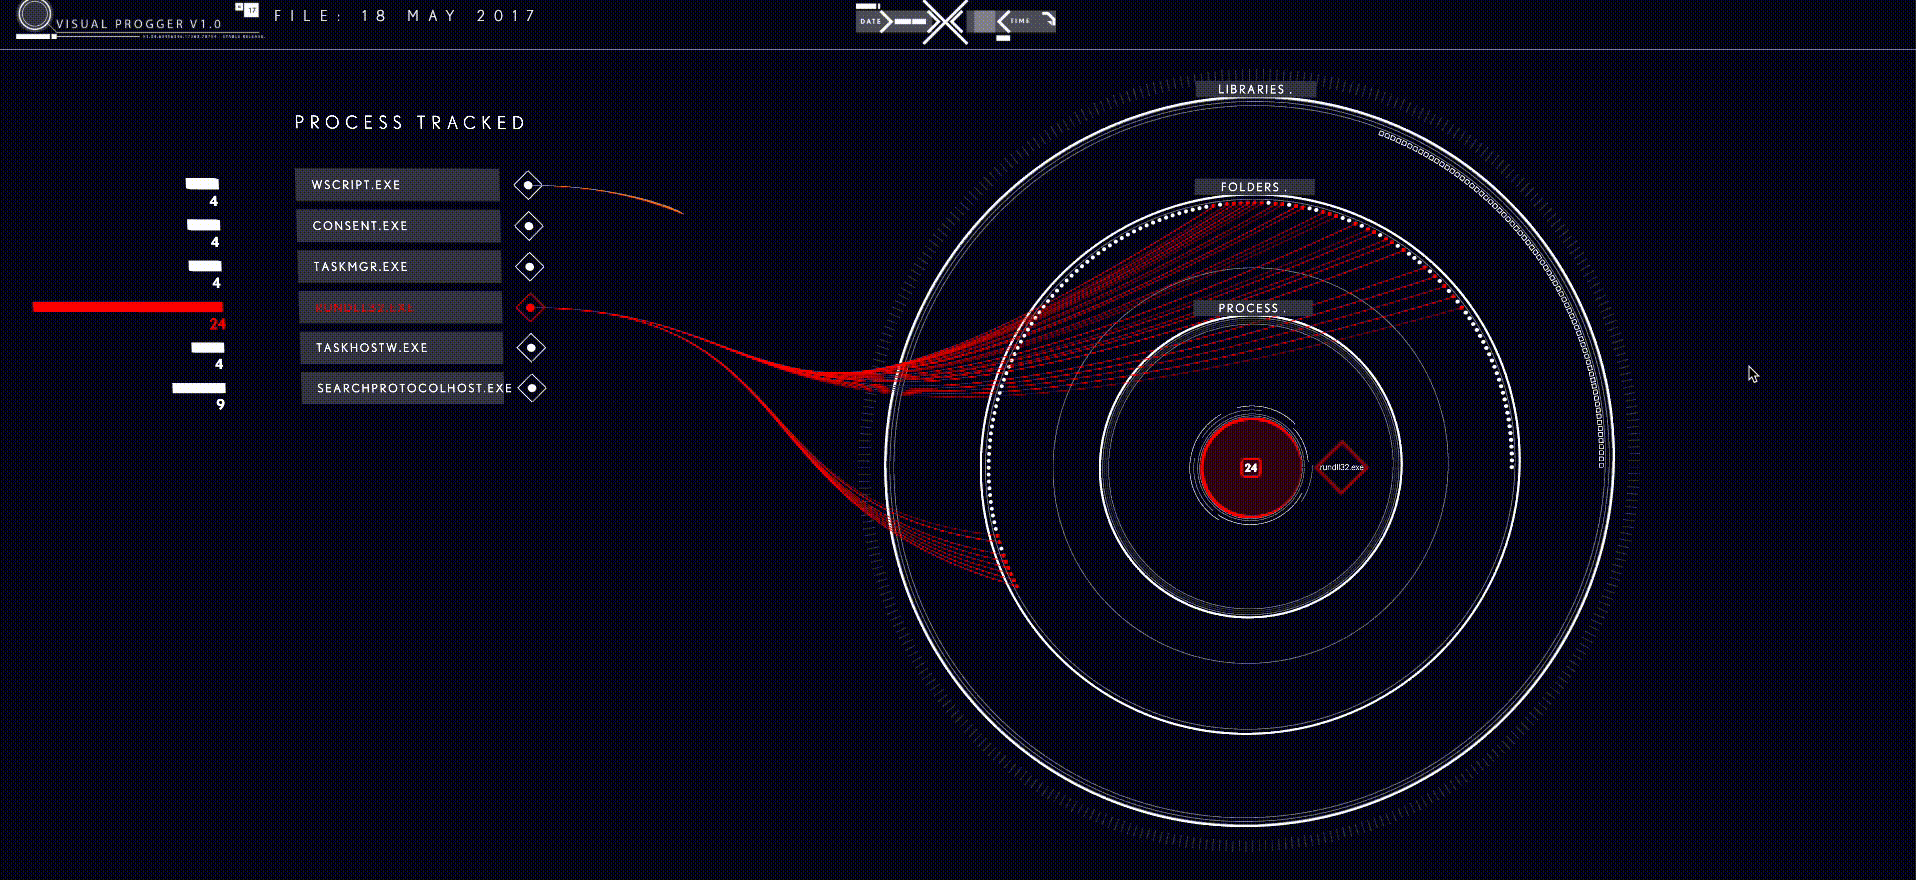 VISUAL PROGGER V1.0
17
FILE: 18 MAY 2017
DATE
TIME
PROCESS TRACKED
4
WSCRIPT.EXE
4
CONSENT.EXE
4
TASKMGR.EXE
24
RUNDLL32.EXE
4
TASKHOSTW.EXE
9
SEARCHPROTOCOLHOST.EXE
LIBRARIES .
FOLDERS .
PROCESS .
24
rundll32.exe